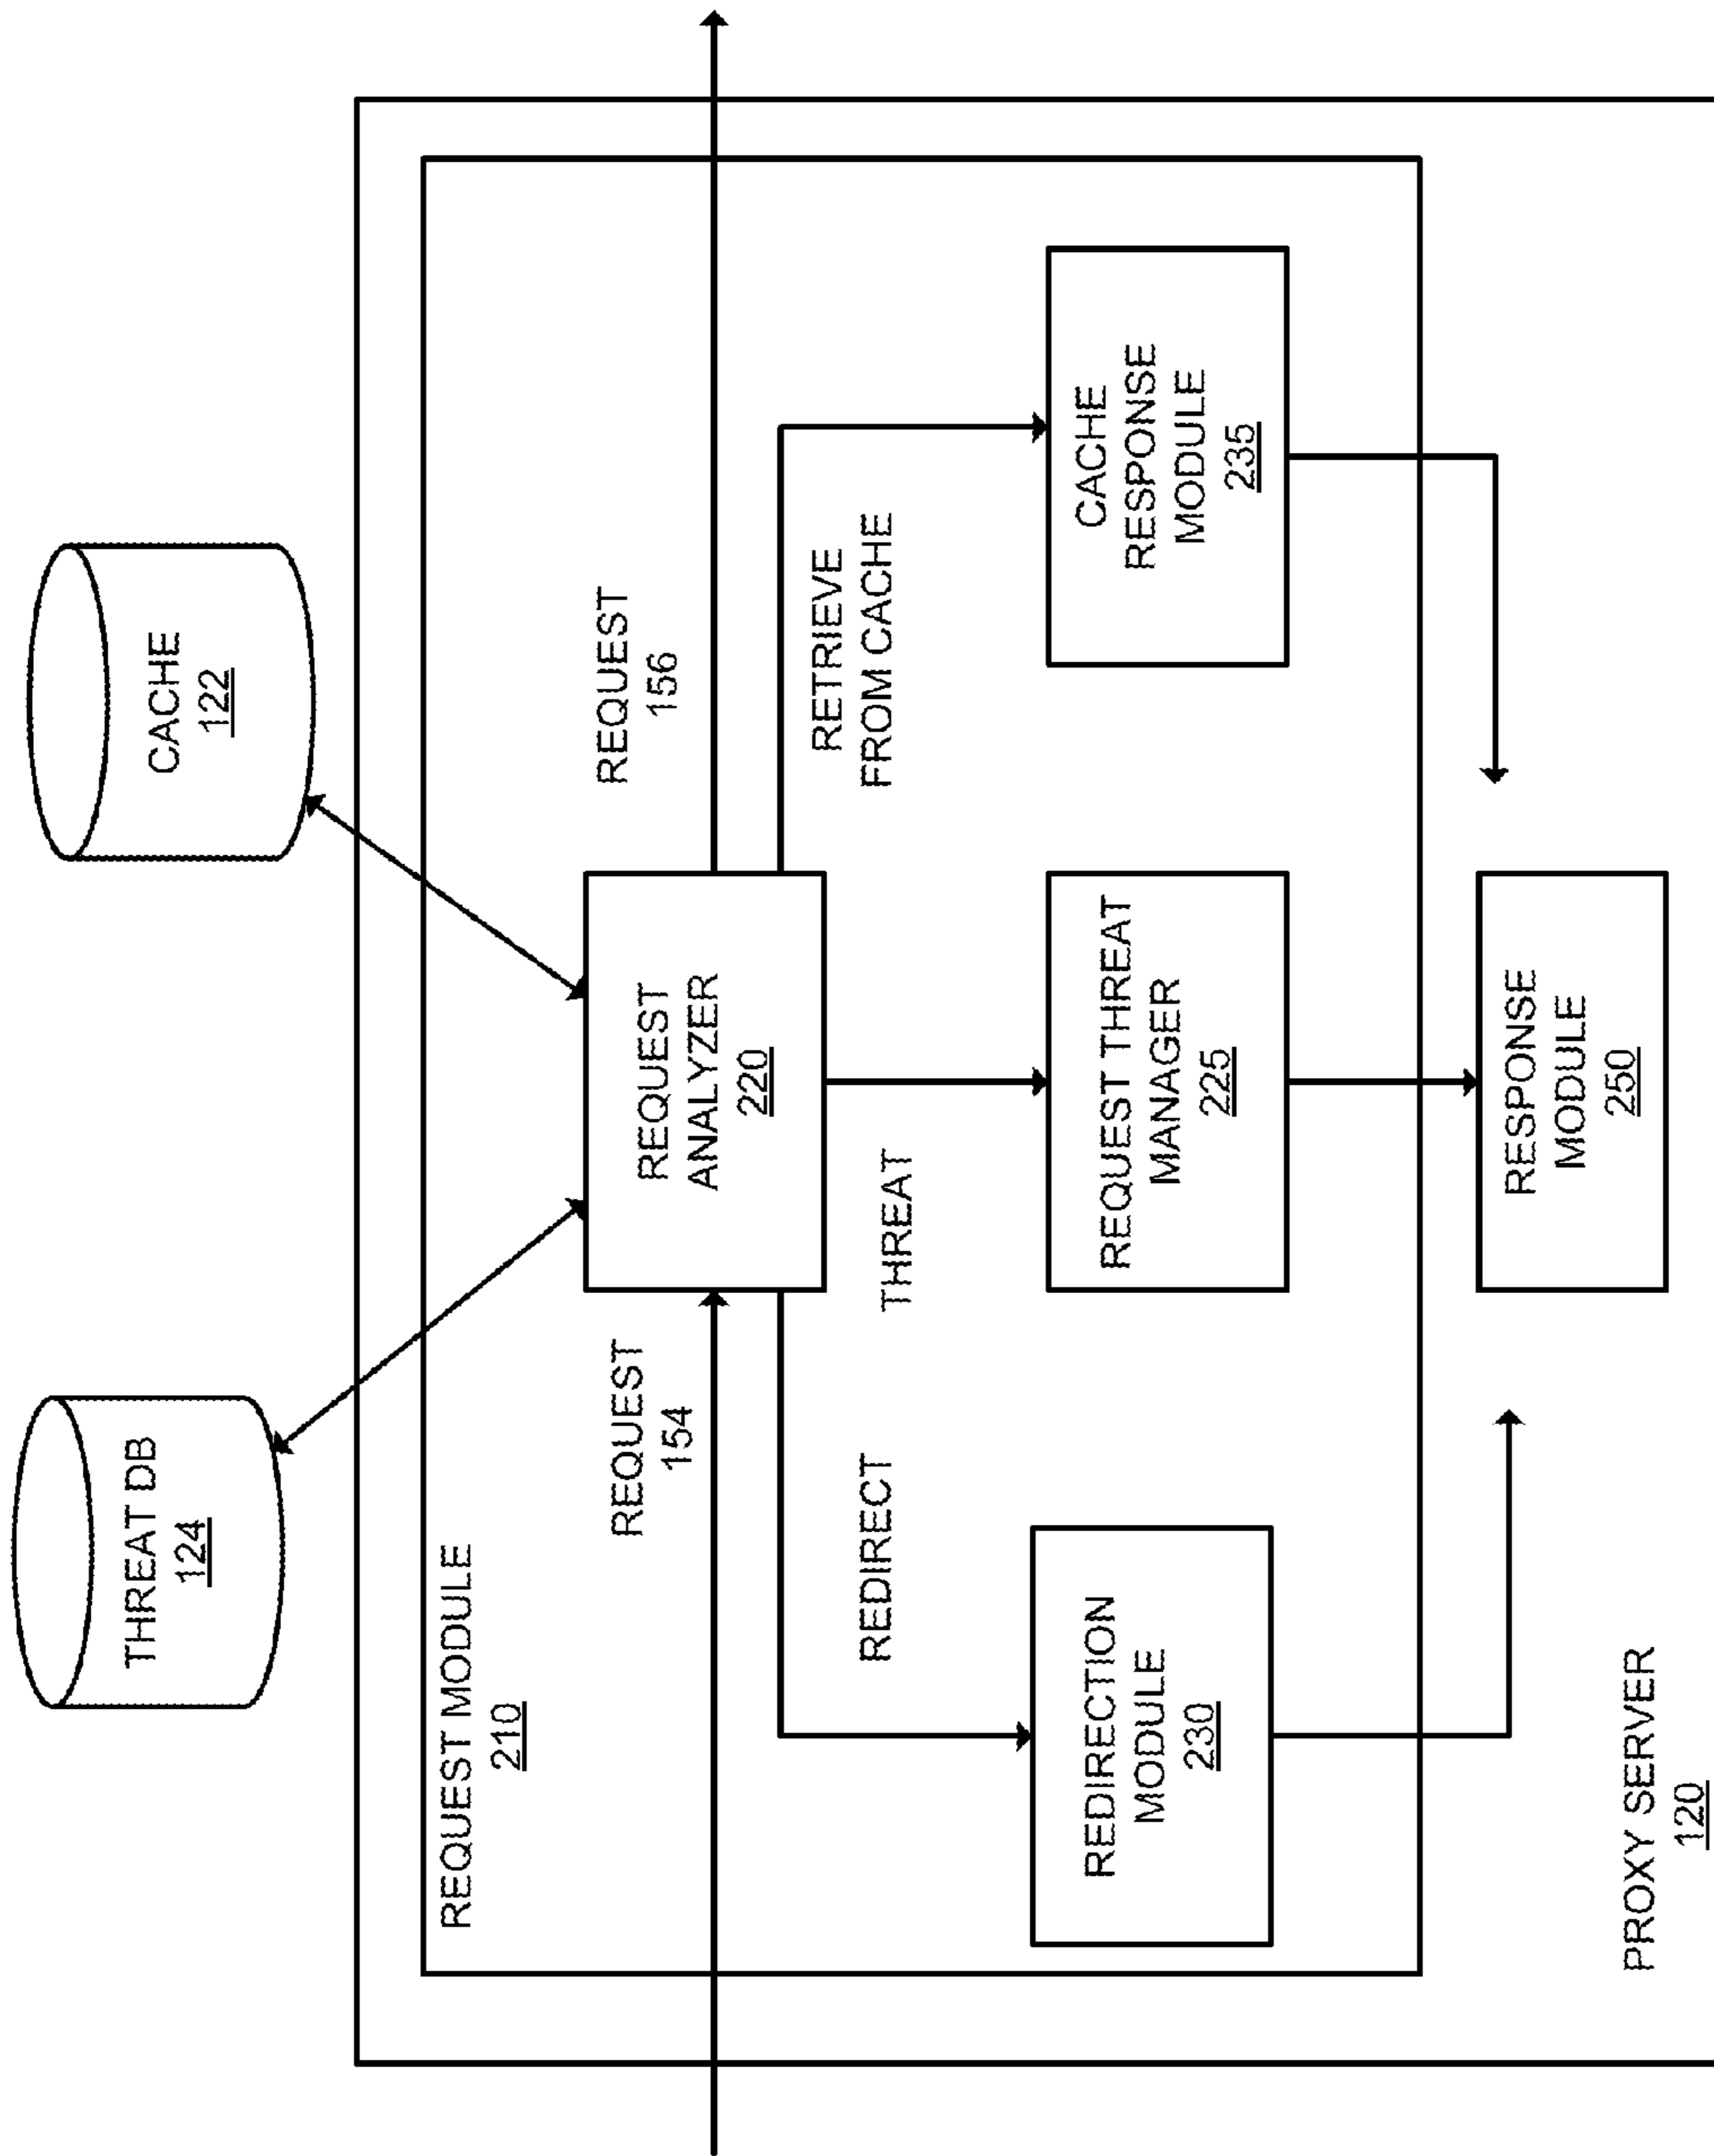 THREAT DB
124
CACHE
122
REQUEST MODULE
210
REQUEST
154
REQUEST
156
REQUEST
ANALYZER
220
REDIRECT
THREAT
RETRIEVE
FROM CACHE
REDIRECTION
MODULE
230
REQUEST THREAT
MANAGER
225
CACHE
RESPONSE
MODULE
235
RESPONSE
MODULE
250
PROXY SERVER
120